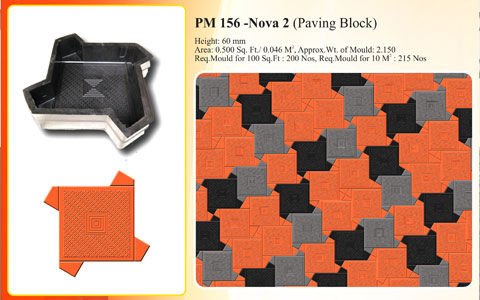 PM 156 -Nova 2 (Paving Block)
Height: 60 mm
Area: 0.500 Sq. Ft./ 0.046 M², Approx.Wt. of Mould: 2.150
Req.Mould for 100 Sq.Ft : 200 Nos, Req.Mould for 10 M² : 215 Nos